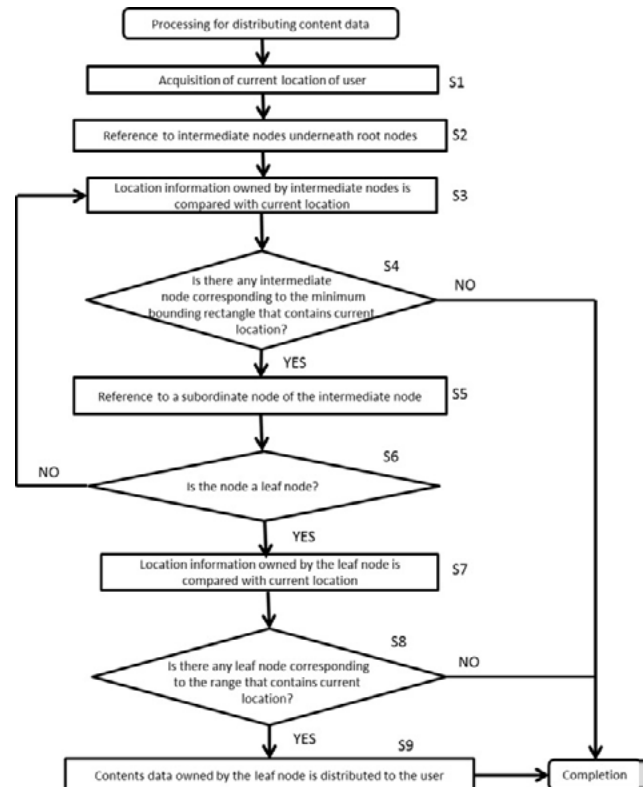 Processing for distributing content data
Acquisition of current location of user
S1
Reference to intermediate nodes underneath root nodes
S2
Location information owned by intermediate nodes is
compared with current location
S3
S4
Is there any intermediate
node corresponding to the minimum
bounding rectangle that contains current
location?
NO
YES
Reference to a subordinate node of the intermediate node
S5
S6
NO
Is the node a leaf node?
YES
Location information owned by the leaf node is
compared with current location
S7
S8
Is there any leaf node corresponding
to the range that contains current
location?
NO
YES
S9
Contents data owned by the leaf node is distributed to the user
Completion